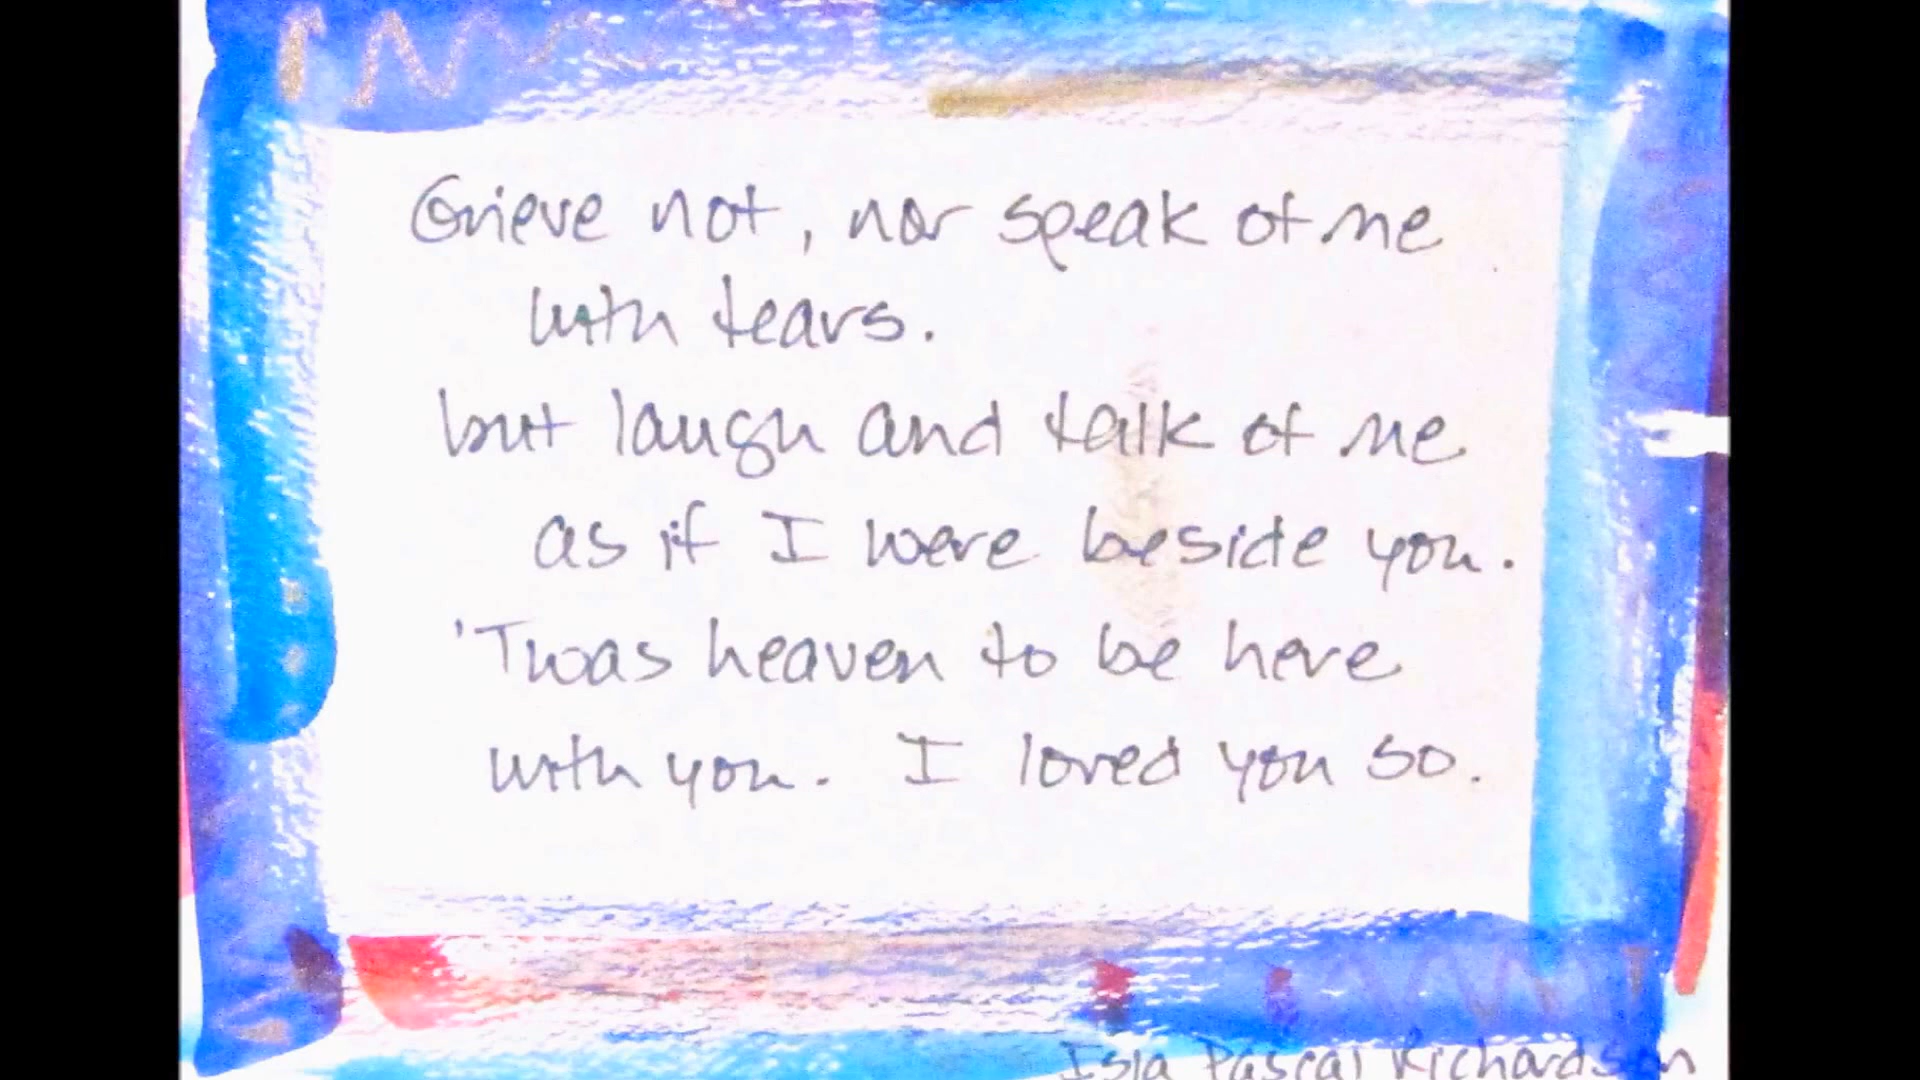 Grieve not, nor speak of me
with tears.
but laugh and talk of me
as if I were beside you.
'Twas heaven to be here
with you. I loved you so.
Isla Pascal Richardson